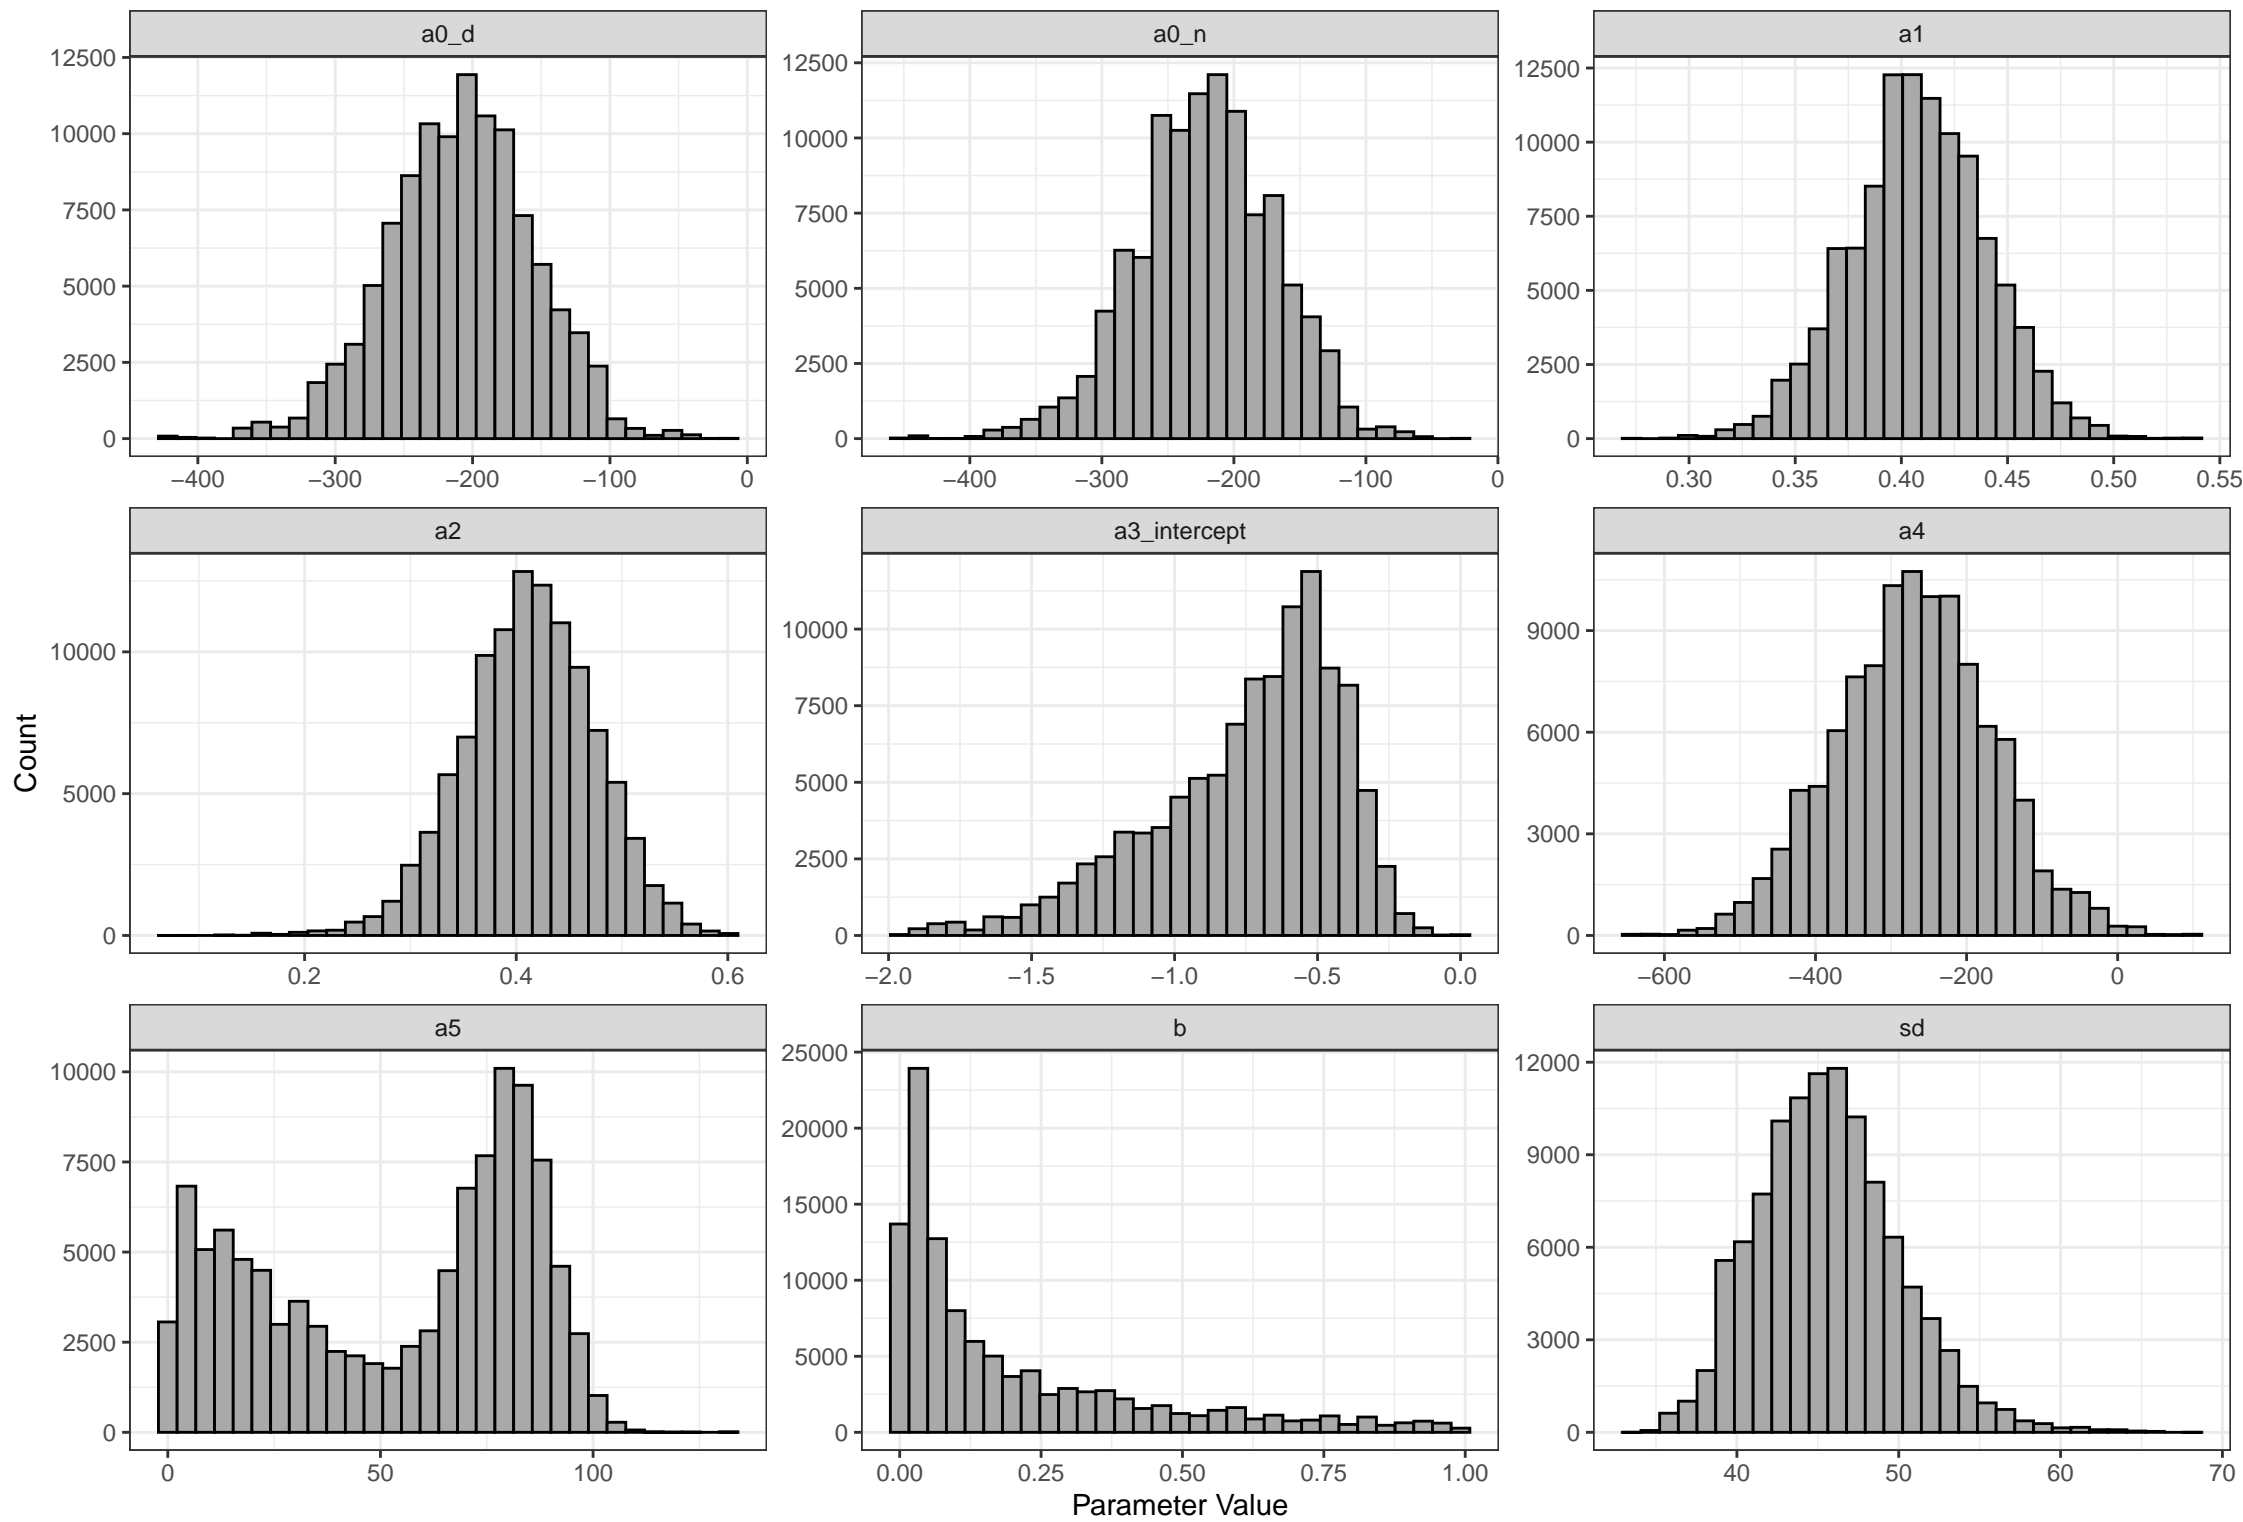 a0_d
a0_n
a1
12500
10000
7500
5000
2500
0
−400 −300 −200 −100 0
12500
10000
7500
5000
2500
0
−400 −300 −200 −100 0
12500
10000
7500
5000
2500
0
0.30 0.35 0.40 0.45 0.50 0.55
a2
a3_intercept
a4
10000
5000
0
0.2 0.4 0.6
10000
7500
5000
2500
0
−2.0 −1.5 −1.0 −0.5 0.0
9000
6000
3000
0
−600 −400 −200 0
a5
b
sd
10000
7500
5000
2500
0
0 50 100
25000
20000
15000
10000
5000
0
0.00 0.25 0.50 0.75 1.00
12000
9000
6000
3000
0
40 50 60 70
Count
Parameter Value